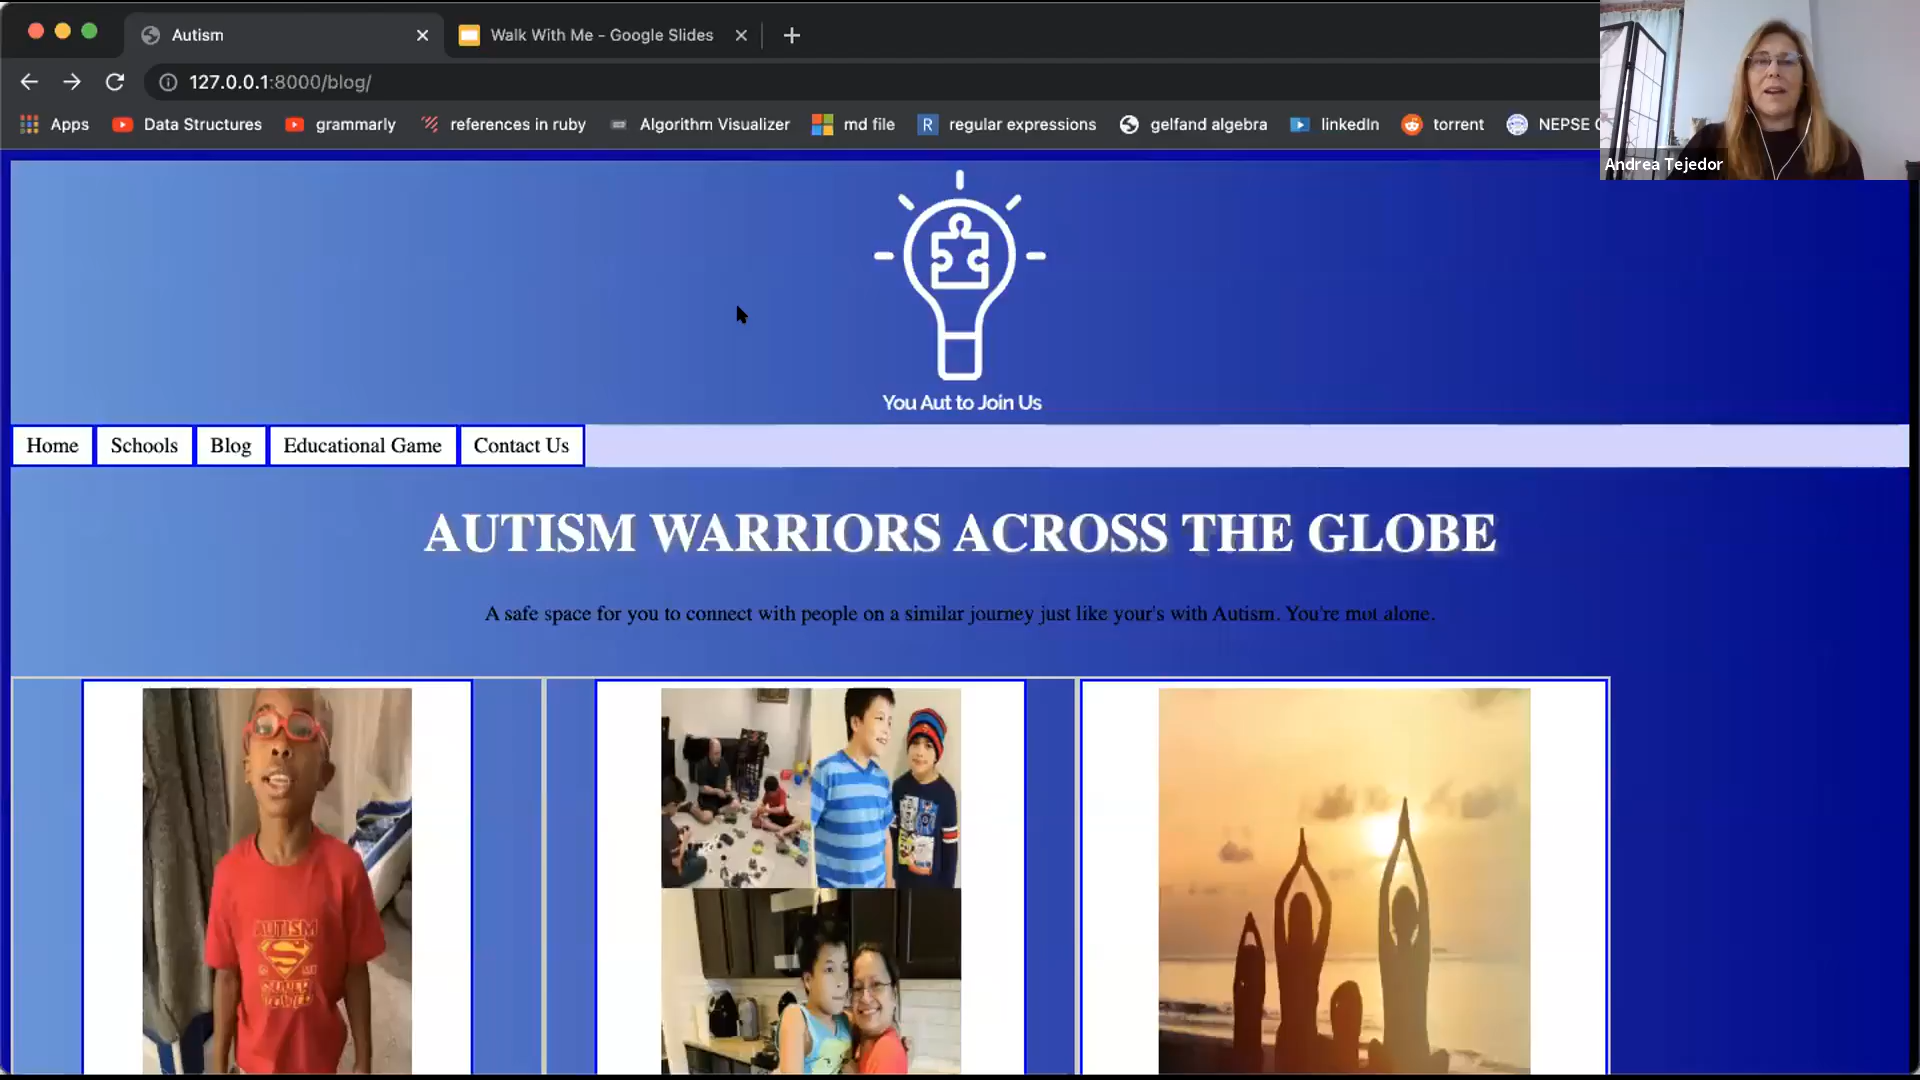 Autism
Walk With Me - Google Slides
127.0.0.1:8000/blog/
Apps
Data Structures
grammarly
references in ruby
Algorithm Visualizer
md file
R
regular expressions
gelfand algebra
linkedIn
torrent
NEPSE
Andrea Tejedor
You Aut to Join Us
Home
Schools
Blog
Educational Game
Contact Us
AUTISM WARRIORS ACROSS THE GLOBE
A safe space for you to connect with people on a similar journey just like your's with Autism. You're mot alone.
AUTISM
S
SUPER